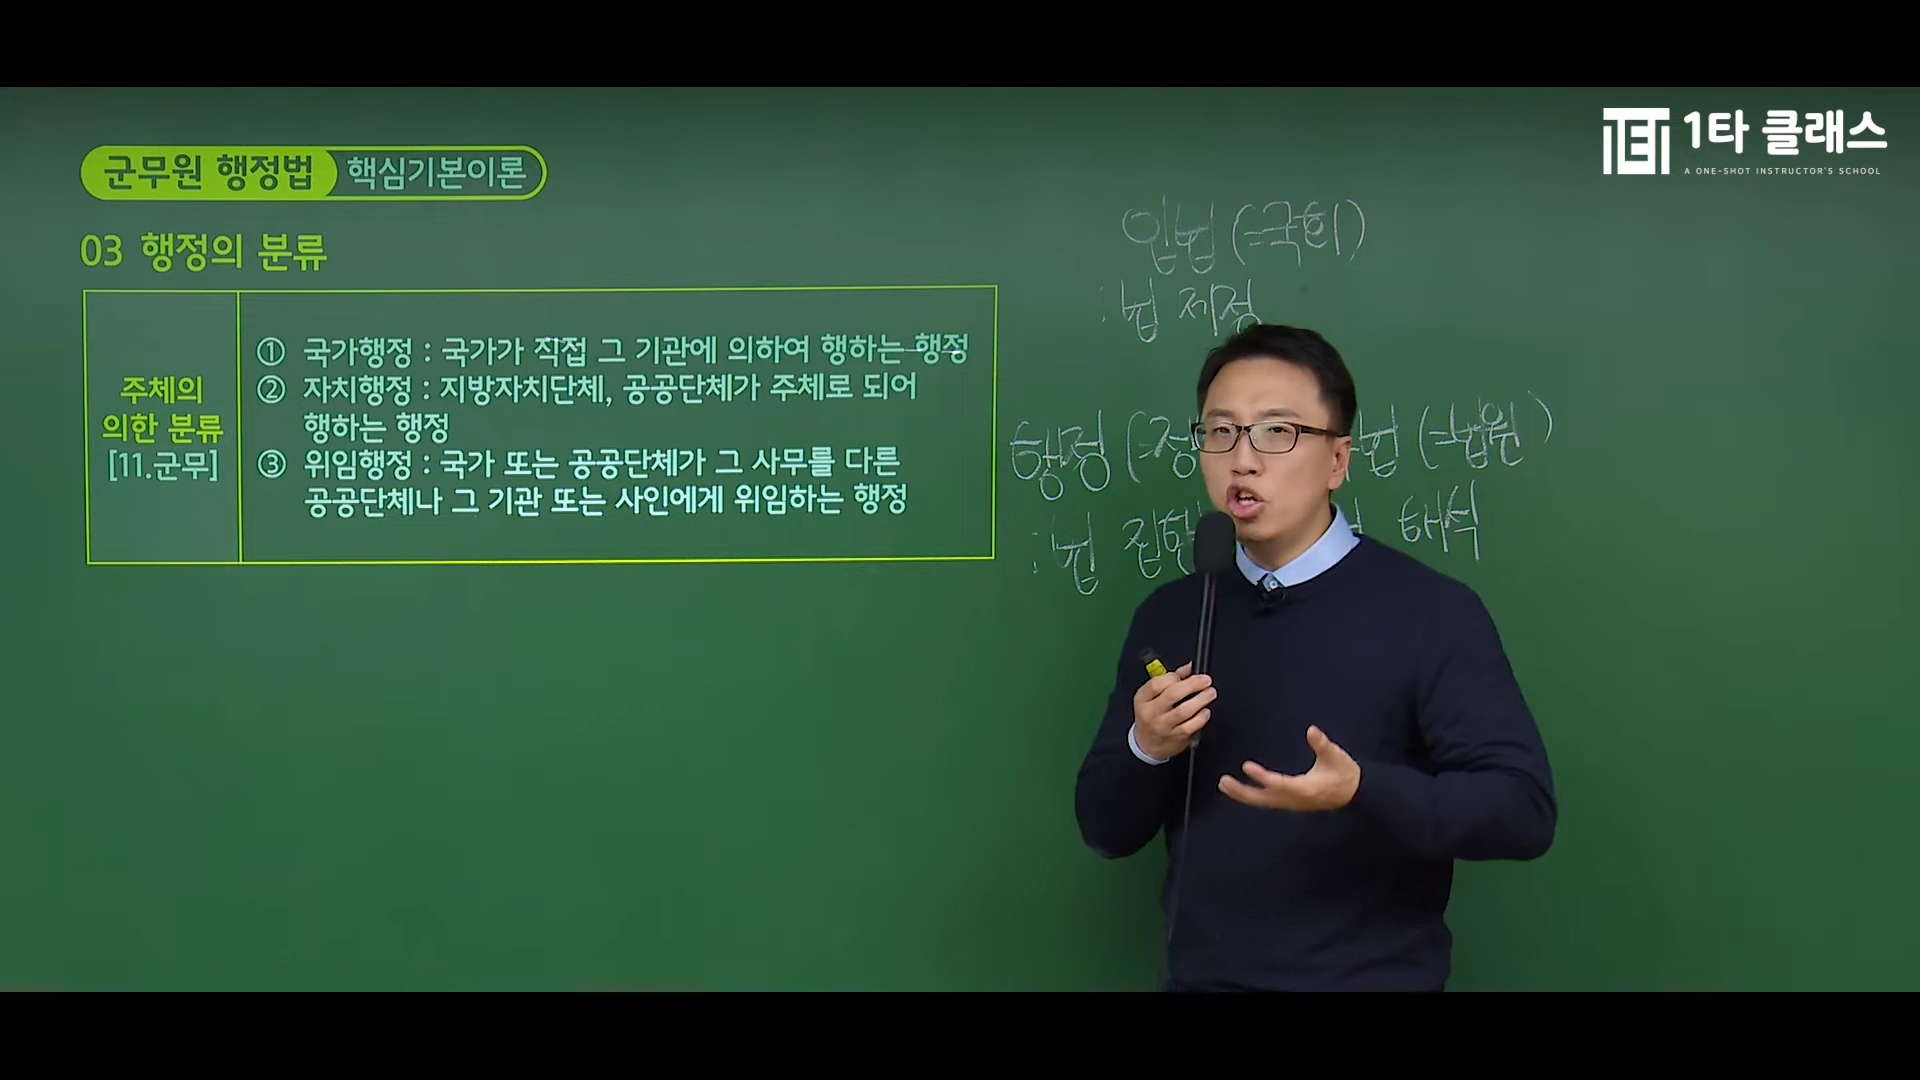 1타 클래스
A ONE-SHOT INSTRUCTOR'S SCHOOL
군무원 행정법 핵심기본이론
03 행정의 분류
주체의
의한 분류
[11.군무]
① 국가행정 : 국가가 직접 그 기관에 의하여 행하는 행정
② 자치행정 : 지방자치단체, 공공단체가 주체로 되어
행하는 행정
③ 위임행정 : 국가 또는 공공단체가 그 사무를 다른
공공단체나 그 기관 또는 사인에게 위임하는 행정
입법 (=국회)
: 법 제정
행정 (=정 법 (=법원)
: 법 집행 해석